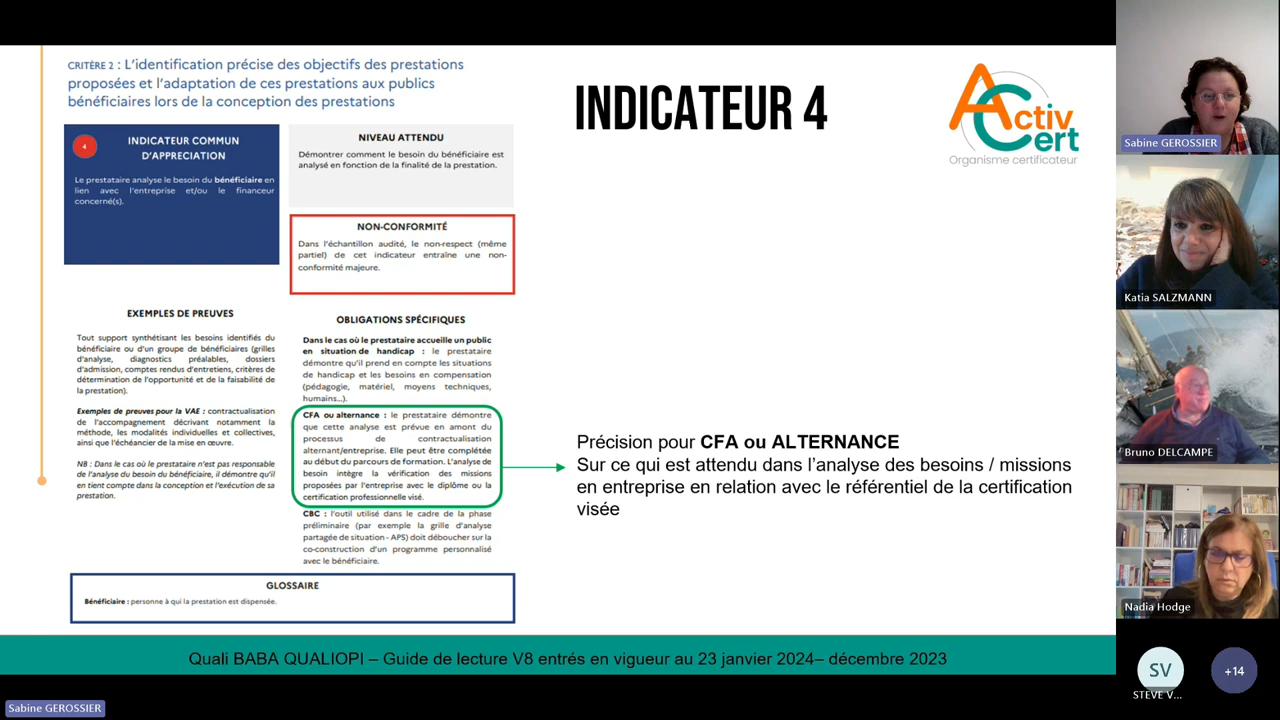 CRITÈRE 2 : L'identification précise des objectifs des prestations
proposées et l'adaptation de ces prestations aux publics
bénéficiaires lors de la conception des prestations
4
INDICATEUR COMMUN
D'APPRECIATION
Le prestataire analyse le besoin du bénéficiaire en
lien avec l'entreprise et/ou le financeur
concerné(s).
NIVEAU ATTENDU
Démontrer comment le besoin du bénéficiaire est
analysé en fonction de la finalité de la prestation.
NON-CONFORMITÉ
Dans l'échantillon audité, le non-respect (même
partiel) de cet indicateur entraîne une non-
conformité majeure.
EXEMPLES DE PREUVES
Tout support synthétisant les besoins identifiés du
bénéficiaire ou d'un groupe de bénéficiaires (grilles
d'analyse, diagnostics préalables, dossiers
d'admission, comptes rendus d'entretiens, critères de
détermination de l'opportunité et de la faisabilité de
la prestation).
Exemples de preuves pour la VAE : contractualisation
de l'accompagnement décrivant notamment la
méthode, les modalités individuelles et collectives,
ainsi que l'échéancier de la mise en œuvre.
NB : Dans le cas où le prestataire n'est pas responsable
de l'analyse du besoin du bénéficiaire, il démontre qu'il
en tient compte dans la conception et l'exécution de sa
prestation.
OBLIGATIONS SPÉCIFIQUES
Dans le cas où le prestataire accueille un public
en situation de handicap : le prestataire
démontre qu'il prend en compte les situations
de handicap et les besoins en compensation
(pédagogie, matériel, moyens techniques,
humains...).
CFA ou alternance : le prestataire démontre
que cette analyse est prévue en amont du
processus de contractualisation
alternant/entreprise. Elle peut être complétée
au début du parcours de formation. L'analyse de
besoin intègre la vérification des missions
proposées par l'entreprise avec le diplôme ou la
certification professionnelle visé.
CBC : l'outil utilisé dans le cadre de la phase
préliminaire (par exemple la grille d'analyse
partagée de situation - APS) doit déboucher sur la
co-construction d'un programme personnalisé
avec le bénéficiaire.
GLOSSAIRE
Bénéficiaire : personne à qui la prestation est dispensée.
INDICATEUR 4
Activ
Cert
Organisme certificateur
Précision pour CFA ou ALTERNANCE
Sur ce qui est attendu dans l'analyse des besoins / missions
en entreprise en relation avec le référentiel de la certification
visée
Quali BABA QUALIOPI – Guide de lecture V8 entrés en vigueur au 23 janvier 2024– décembre 2023
Sabine GEROSSIER
Sabine GEROSSIER
Katia SALZMANN
Bruno DELCAMPE
Nadia Hodge
SV
STEVE V...
+14